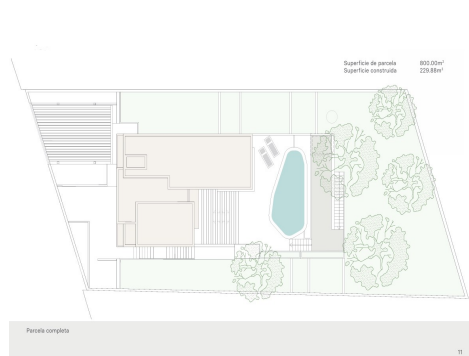 Superficie de parcela 800.00m²
Superficie construida 229.88m²
Parcela completa
11